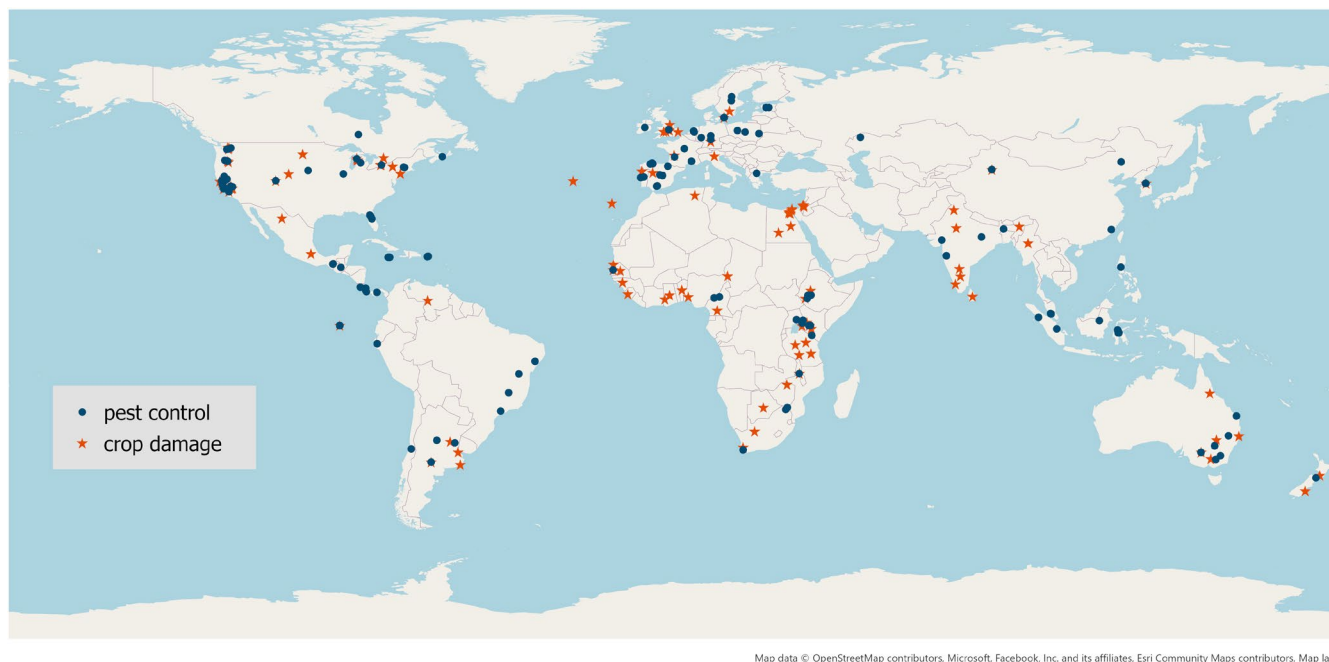 pest control
crop damage
Map data © OpenStreetMap contributors, Microsoft, Facebook, Inc. and its affiliates, Esri Community Maps contributors, Map la